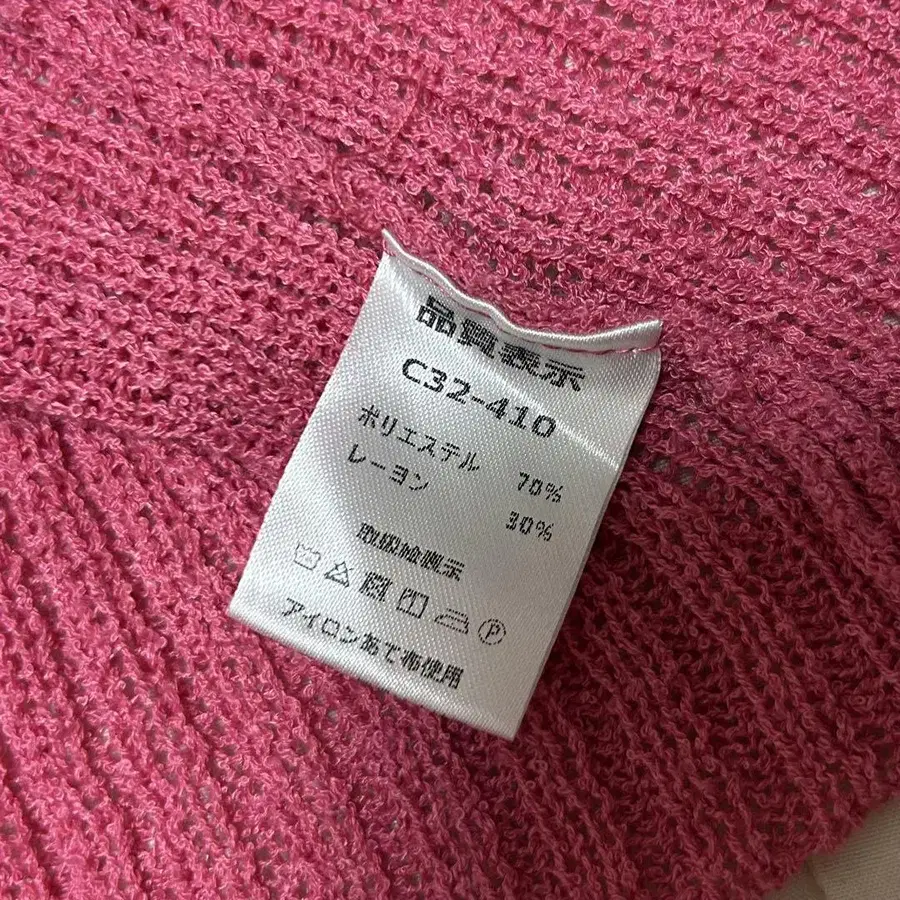 品質表示
C32-410
ポリエステル 70%
レーヨン 30%
取扱絵表示
P
アイロンあて布使用